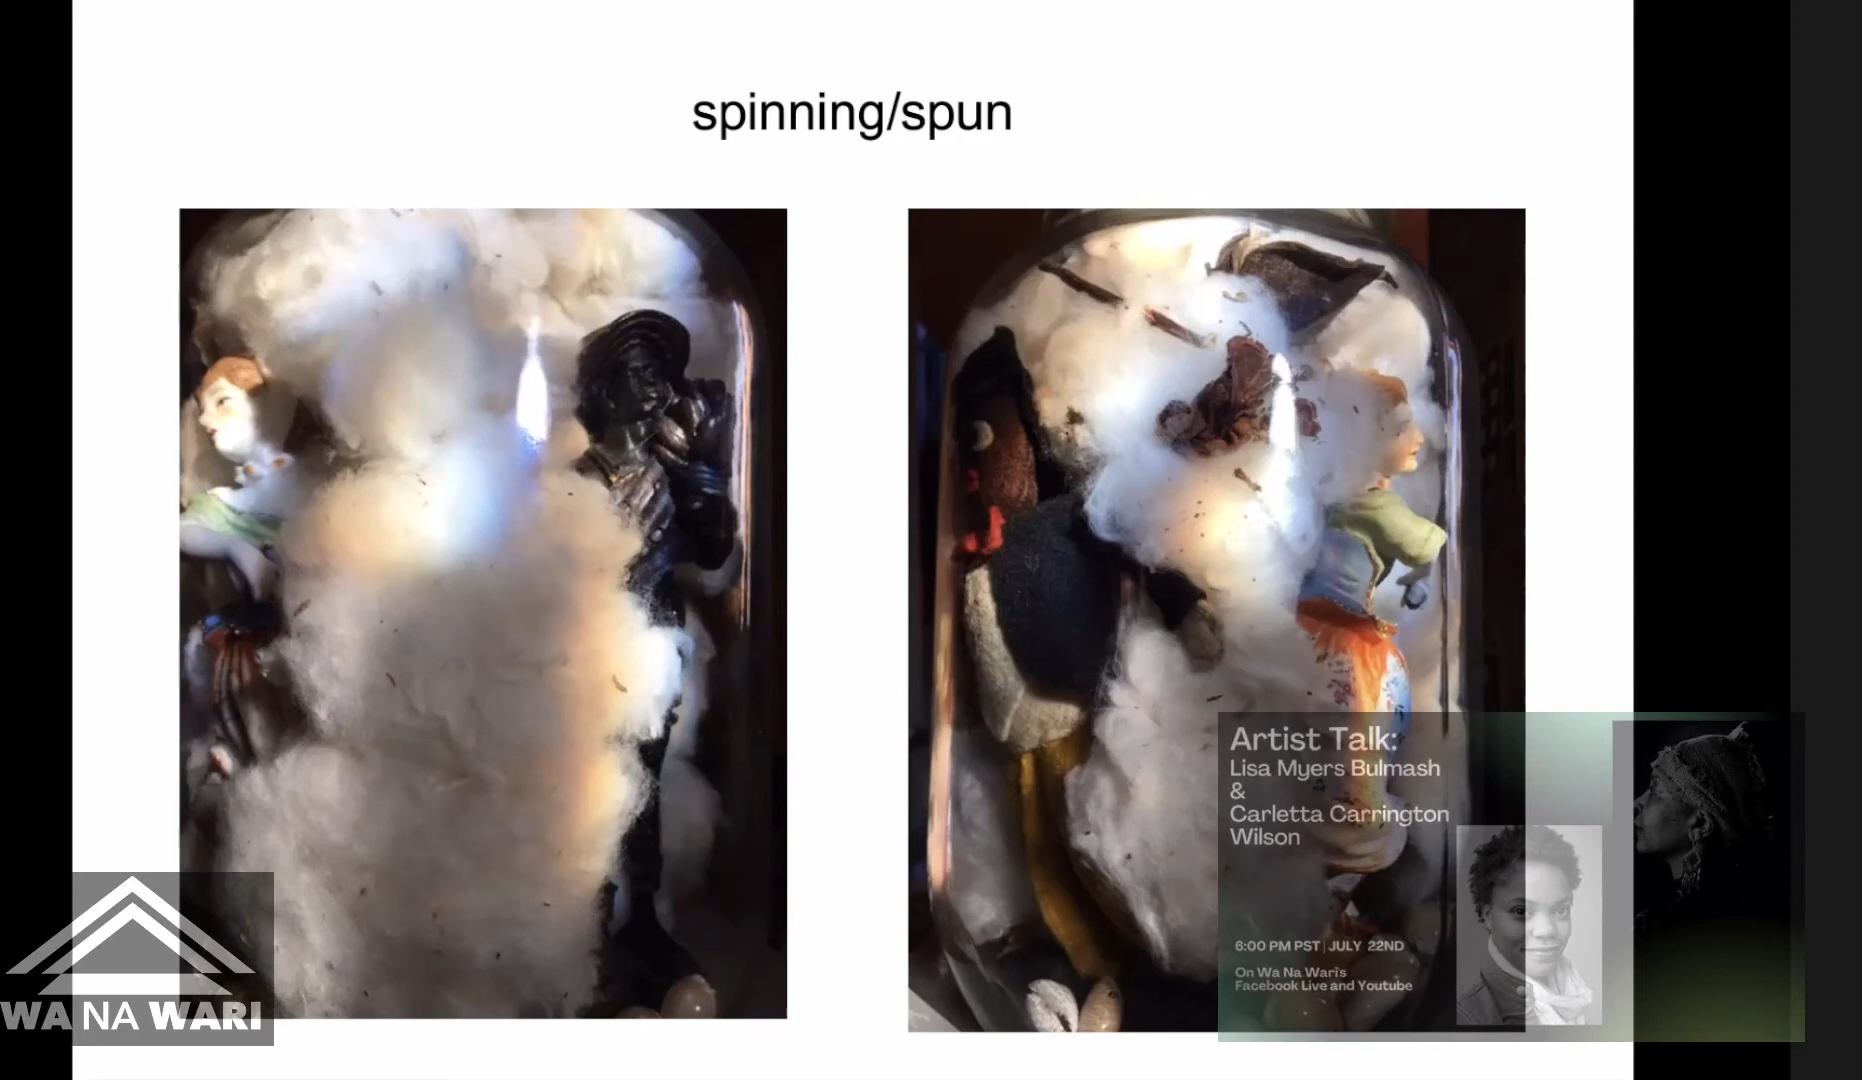 spinning/spun
Artist Talk:
Lisa Myers Bulmash
&
Carletta Carrington
Wilson
6:00 PM PST | JULY 22ND
On Wa Na Wari's
Facebook Live and Youtube
WA NA WARI